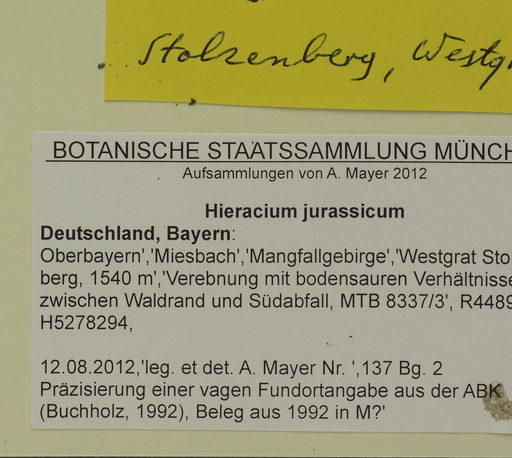 Stolzenberg, Westgr
BOTANISCHE STAATSSAMMLUNG MÜNCH
Aufsammlungen von A. Mayer 2012
Hieracium jurassicum
Deutschland, Bayern:
Oberbayern','Miesbach','Mangfallgebirge','Westgrat Sto
berg, 1540 m','Verebnung mit bodensauren Verhältnisse
zwischen Waldrand und Südabfall, MTB 8337/3', R4489
H5278294,
12.08.2012,'leg. et det. A. Mayer Nr. ',137 Bg. 2
Präzisierung einer vagen Fundortangabe aus der ABK
(Buchholz, 1992), Beleg aus 1992 in M?'